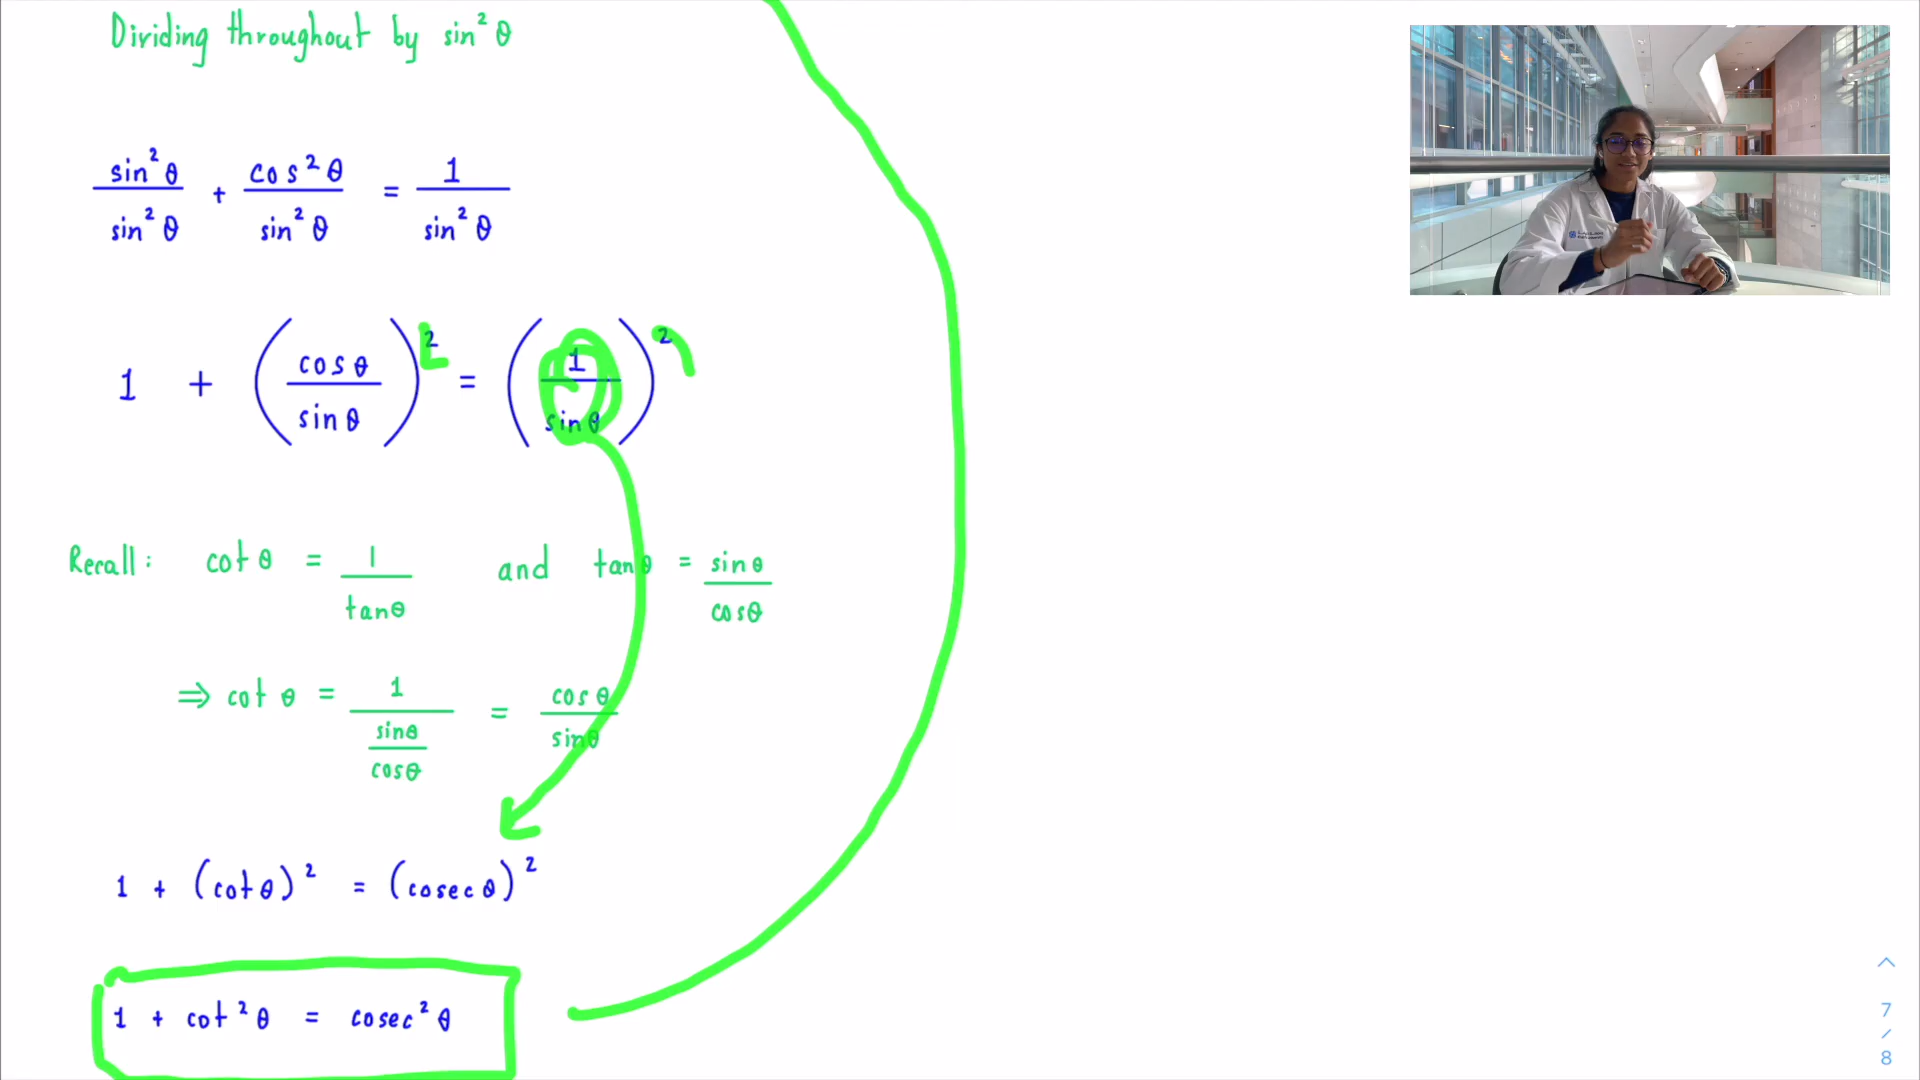 Dividing throughout by sin²θ
sin²θ/sin²θ + cos²θ/sin²θ = 1/sin²θ
1 + (cosθ/sinθ)² = (1/sinθ)²
Recall: cotθ = 1/tanθ and tanθ = sinθ/cosθ
⇒ cotθ = 1/(sinθ/cosθ) = cosθ/sinθ
1 + (cotθ)² = (cosecθ)²
1 + cot²θ = cosec²θ
7
/
8